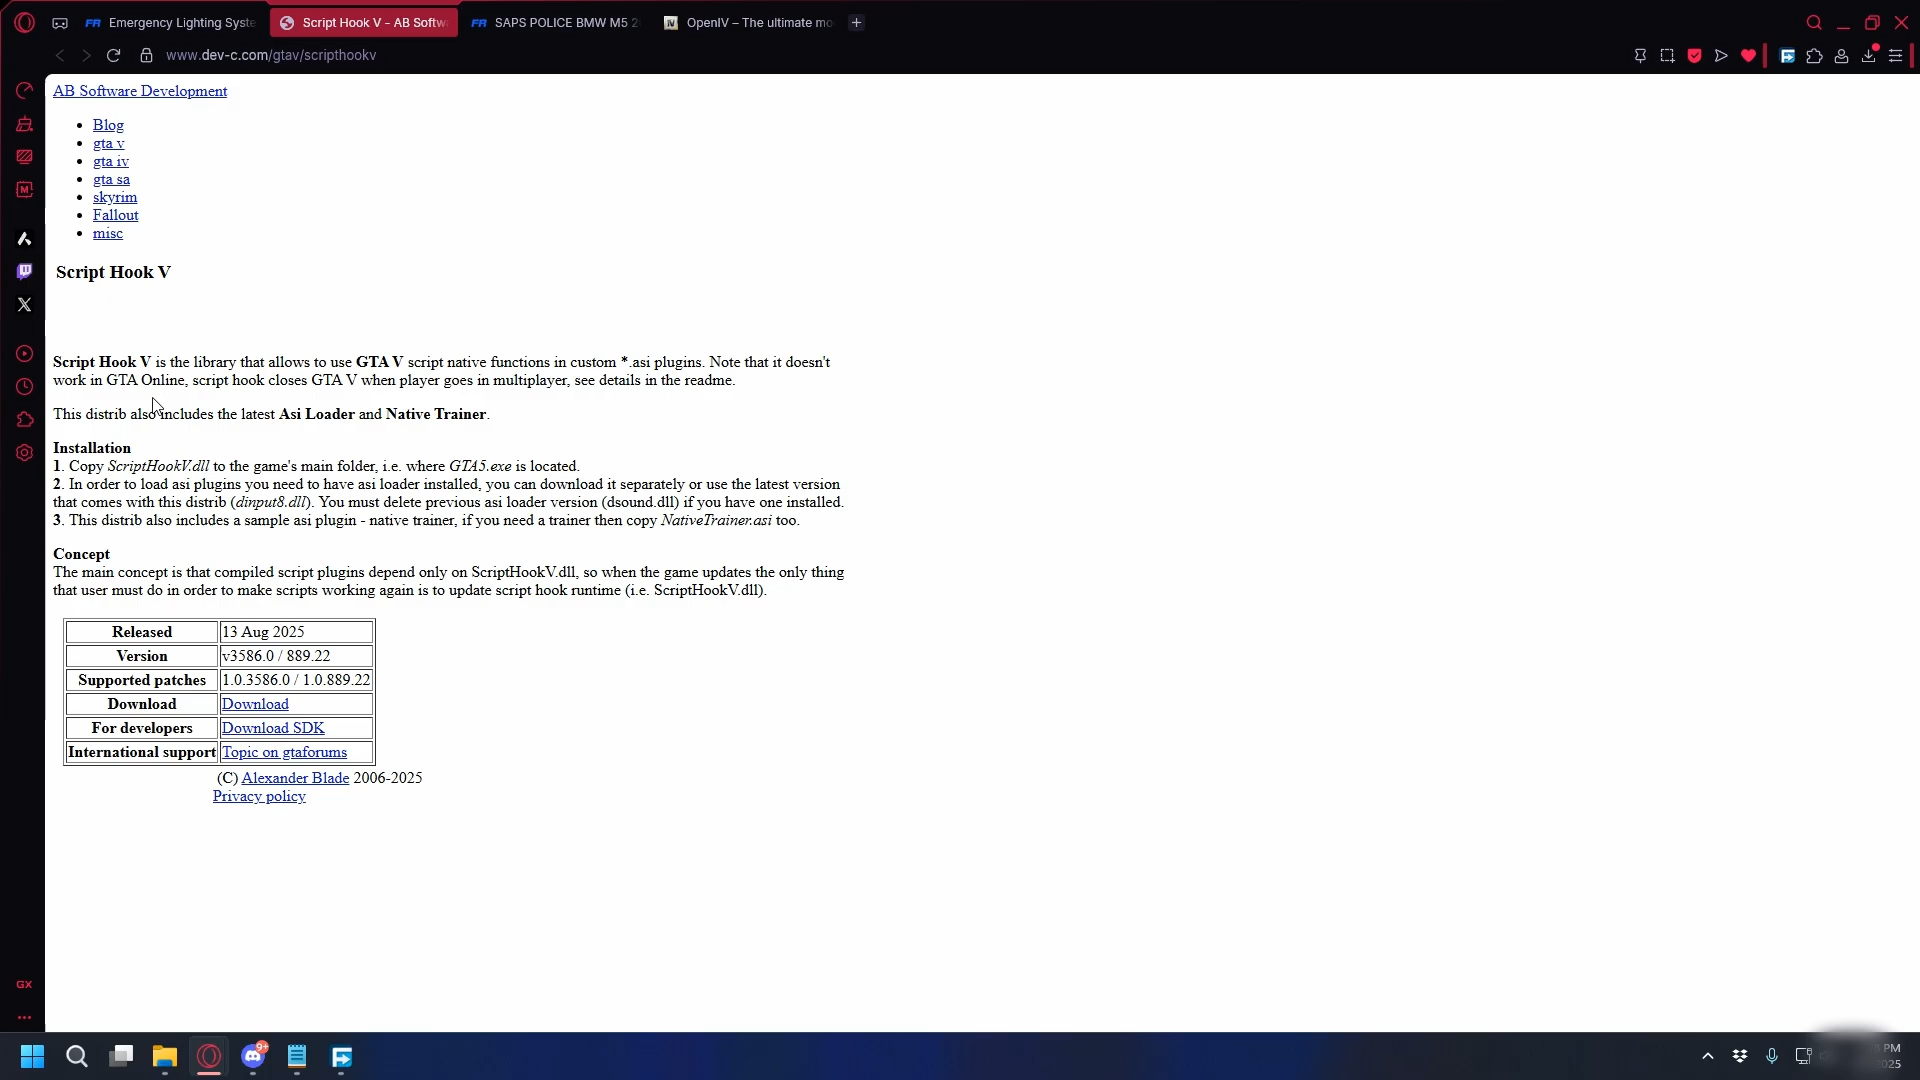 FR Emergency Lighting Syste
Script Hook V - AB Softw
FR SAPS POLICE BMW M5 2
IV OpenIV – The ultimate mo
www.dev-c.com/gtav/scripthookv
AB Software Development
Blog
gta v
gta iv
gta sa
skyrim
Fallout
misc
Script Hook V
Script Hook V is the library that allows to use GTA V script native functions in custom *.asi plugins. Note that it doesn't
work in GTA Online, script hook closes GTA V when player goes in multiplayer, see details in the readme.
This distrib also includes the latest Asi Loader and Native Trainer.
Installation
1. Copy ScriptHookV.dll to the game's main folder, i.e. where GTA5.exe is located.
2. In order to load asi plugins you need to have asi loader installed, you can download it separately or use the latest version
that comes with this distrib (dinput8.dll). You must delete previous asi loader version (dsound.dll) if you have one installed.
3. This distrib also includes a sample asi plugin - native trainer, if you need a trainer then copy NativeTrainer.asi too.
Concept
The main concept is that compiled script plugins depend only on ScriptHookV.dll, so when the game updates the only thing
that user must do in order to make scripts working again is to update script hook runtime (i.e. ScriptHookV.dll).
Released 13 Aug 2025
Version v3586.0 / 889.22
Supported patches 1.0.3586.0 / 1.0.889.22
Download Download
For developers Download SDK
International support Topic on gtaforums
(C) Alexander Blade 2006-2025
Privacy policy
GX
9+
PM